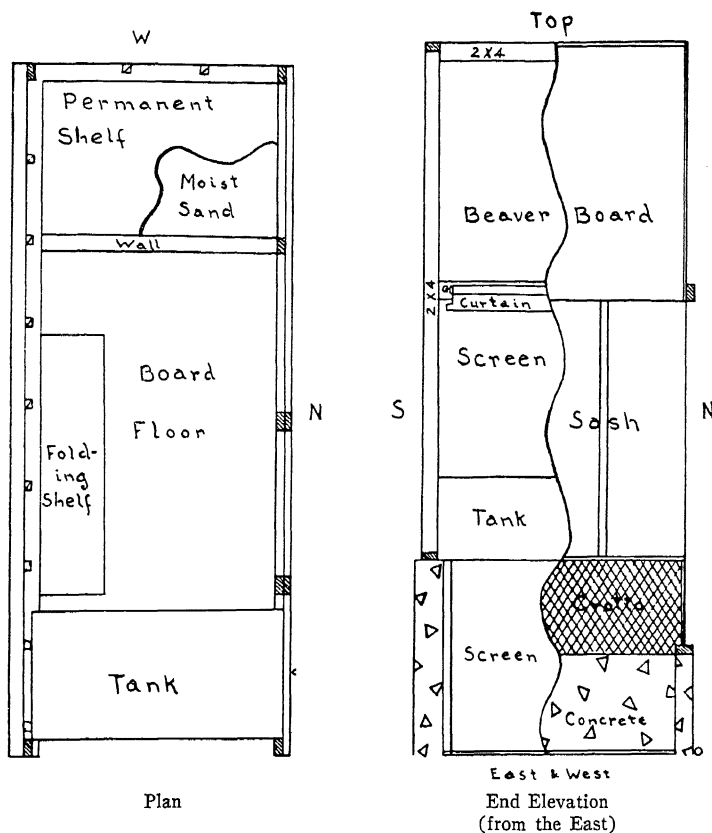 W
Permanent
Shelf
Moist
Sand
Wall
Board
Floor
N
Fold-
ing
Shelf
Tank
Plan
Top
2x4
Beaver Board
2x4
Curtain
Screen
S
Sash
N
Tank
Grotto
Screen
Concrete
East & West
End Elevation
(from the East)